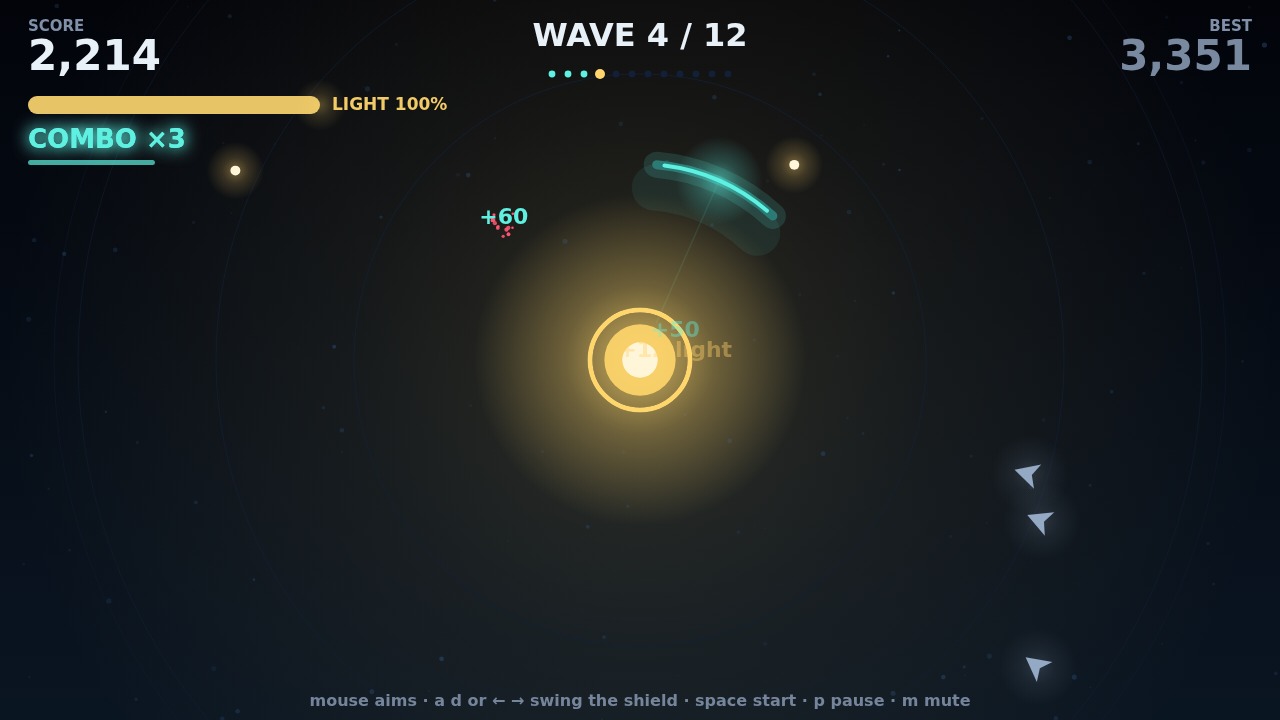 SCORE
2,214
WAVE 4 / 12
BEST
3,351
LIGHT 100%
COMBO ×3
+60
+50
light
mouse aims · a d or ← → swing the shield · space start · p pause · m mute